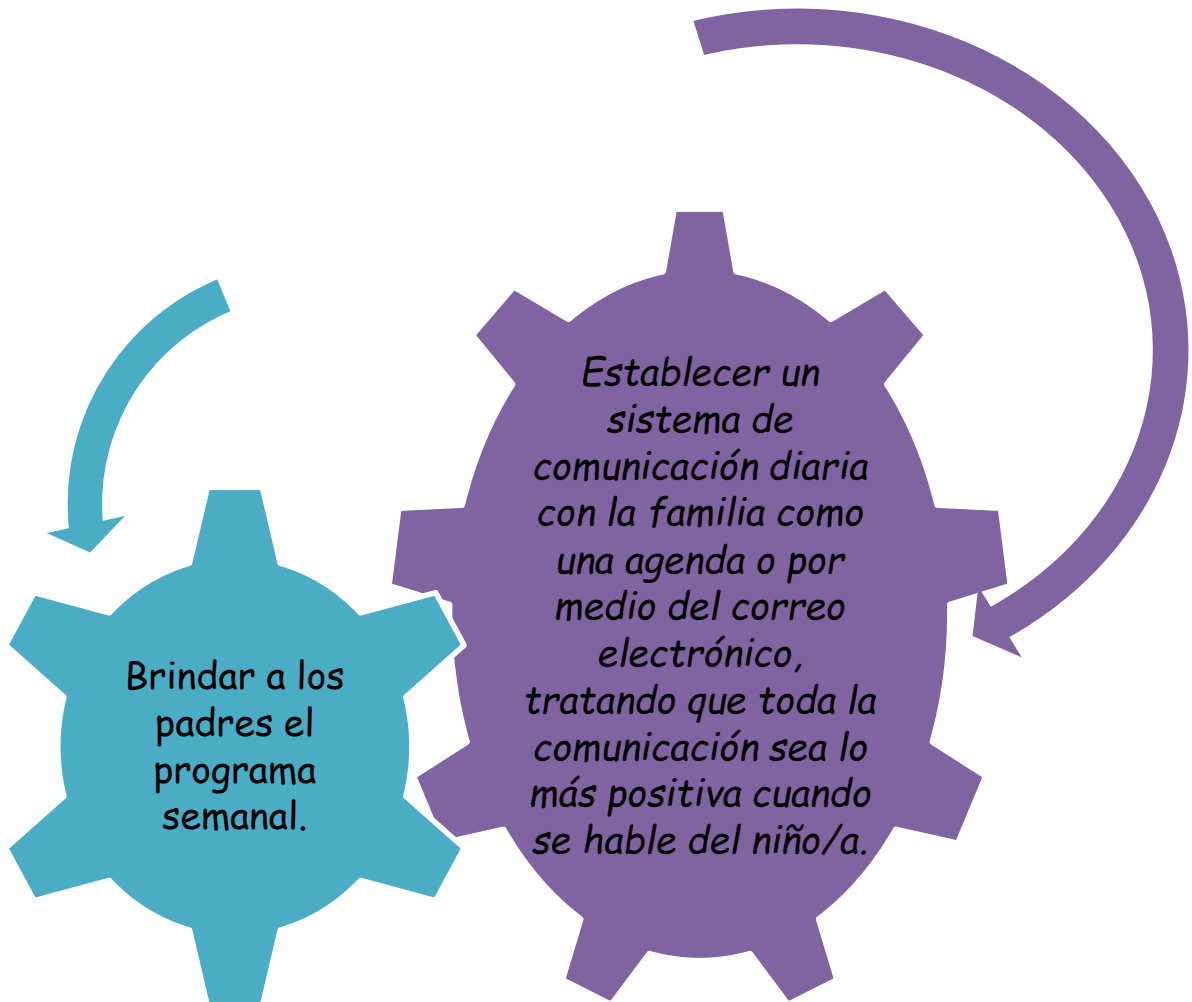 Establecer un
sistema de
comunicación diaria
con la familia como
una agenda o por
medio del correo
electrónico,
tratando que toda la
comunicación sea lo
más positiva cuando
se hable del niño/a.
Brindar a los
padres el
programa
semanal.